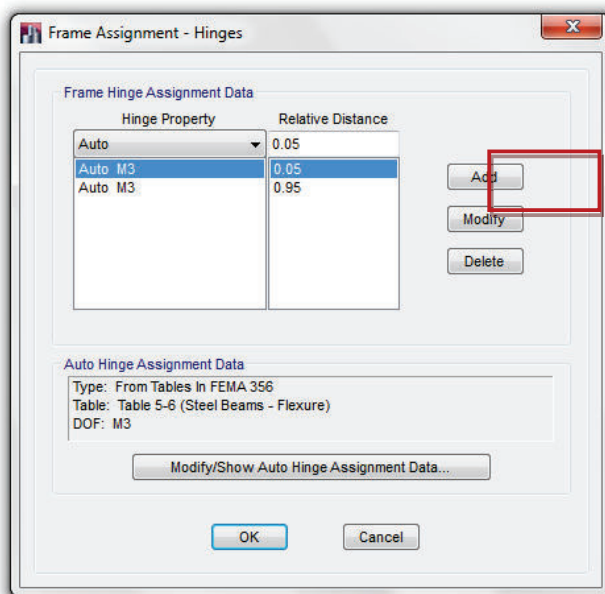 Frame Assignment - Hinges
Frame Hinge Assignment Data
Hinge Property Relative Distance
Auto 0.05
Auto M3 0.05
Auto M3 0.95
Add
Modify
Delete
Auto Hinge Assignment Data
Type: From Tables In FEMA 356
Table: Table 5-6 (Steel Beams - Flexure)
DOF: M3
Modify/Show Auto Hinge Assignment Data...
OK Cancel